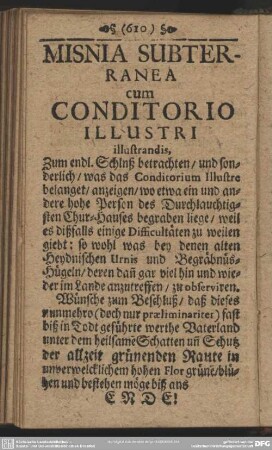 (610)
MISNIA SUBTER-
RANEA
cum
CONDITORIO
ILLUSTRI
illustrandis,
Zum endl. Schlnß betrachten/ und son-
derlich/ was das Conditorium Illustre
belanget/ anzeigen/ wo etwa ein und an-
dere hohe Person des Durchlauchtig-
sten Chur-Hauses begraben liege/ weil
es dißfalls einige Difficultäten zu weilen
giebt: so wohl was bey denen alten
Heydnischen Urnis und Begräbnüs-
Hügeln/ deren dañ gar viel hin und wie-
der im Lande anzutreffen/ zu observiren.
Wünsche zum Beschluß/ daß dieses
nunmehro (doch nur præliminariter) fast
biß in Todt geführte werthe Vaterland
unter dem heilsamē Schatten uñ Schutz
der allzeit grünenden Raute in
unverwelcklichem hohen Flor grüne/ blü-
hen und bestehen möge biß ans
ENDE!